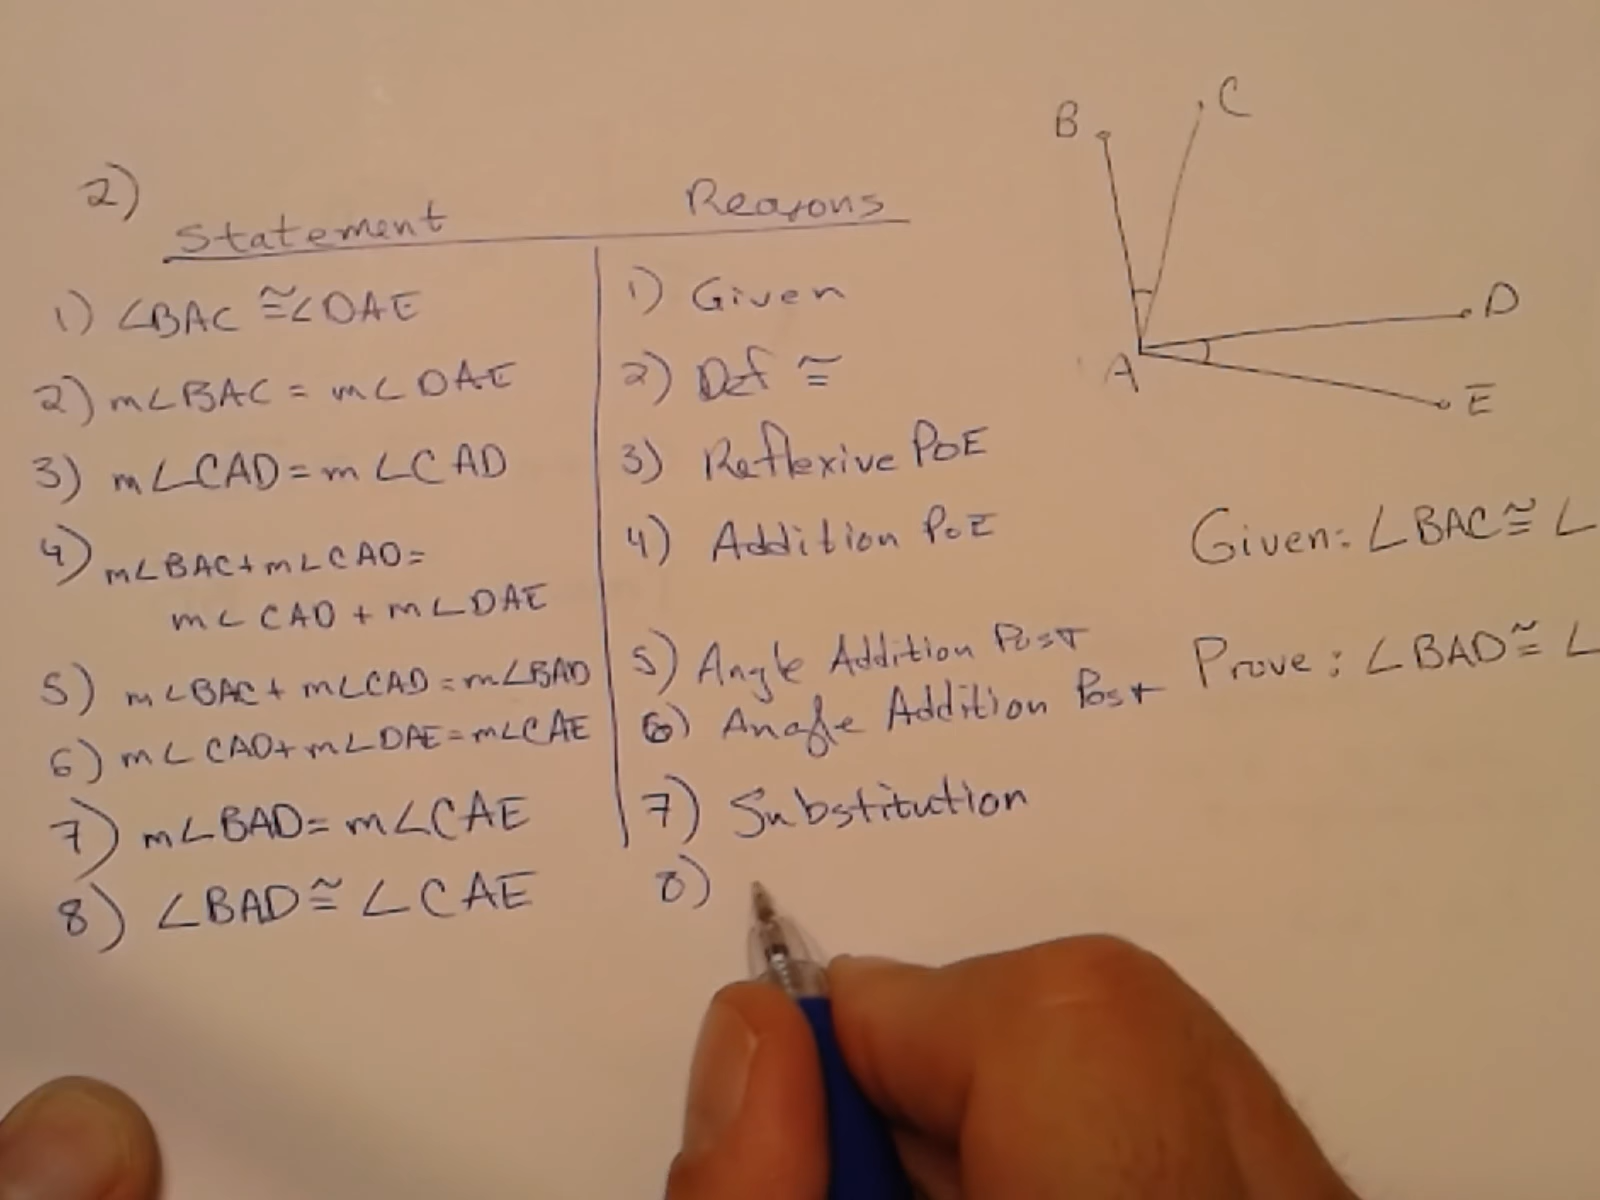 2)
Statement
Reasons
1) ∠BAC ≅ ∠DAE
1) Given
2) m∠BAC = m∠DAE
2) Def ≅
3) m∠CAD = m∠CAD
3) Reflexive PoE
4) m∠BAC + m∠CAD =
m∠CAD + m∠DAE
4) Addition PoE
5) m∠BAC + m∠CAD = m∠BAD
5) Angle Addition Post
6) m∠CAD + m∠DAE = m∠CAE
6) Angle Addition Post
7) m∠BAD = m∠CAE
7) Substitution
8) ∠BAD ≅ ∠CAE
8)
B
C
D
A
E
Given: ∠BAC ≅ ∠
Prove: ∠BAD ≅ ∠